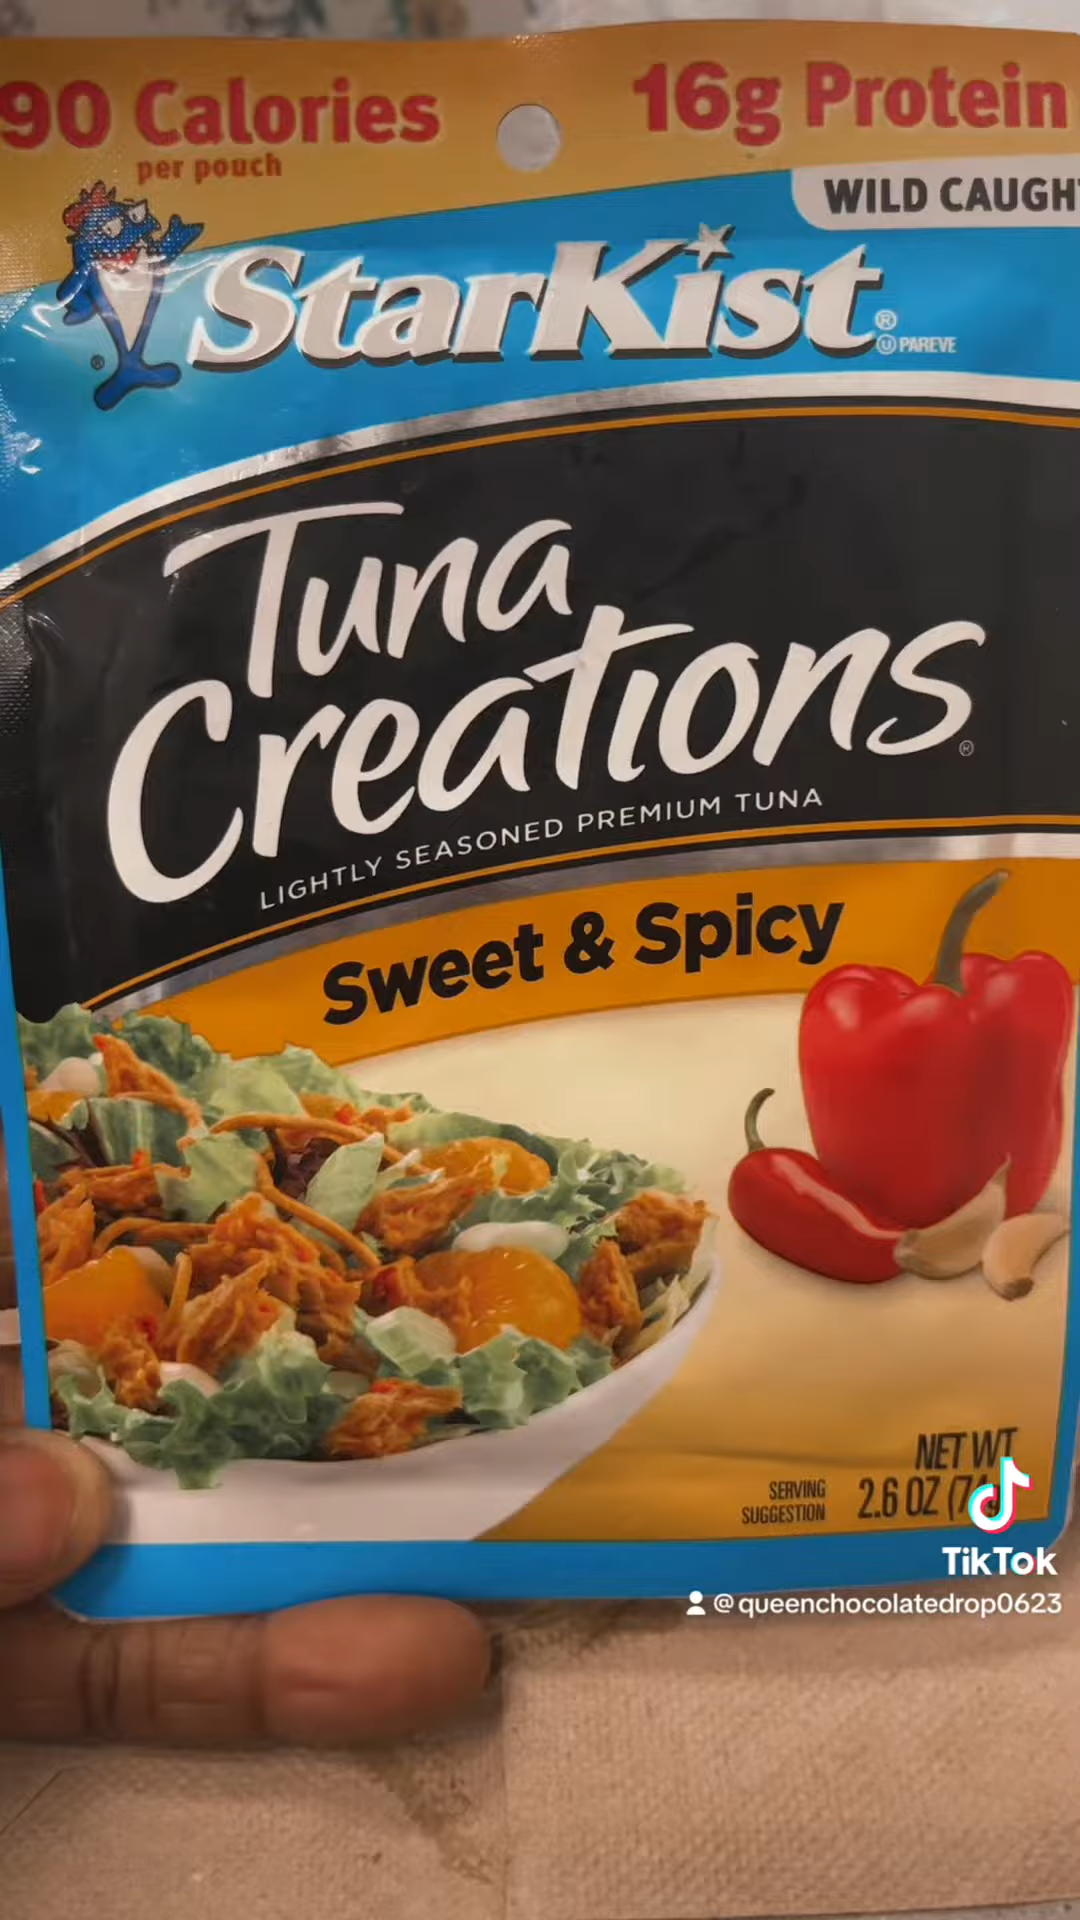 90 Calories
per pouch
16g Protein
WILD CAUGH
StarKist®
Ⓤ PAREVE
Tuna
Creations®
LIGHTLY SEASONED PREMIUM TUNA
Sweet & Spicy
NET WT
SERVING
SUGGESTION
2.6 OZ (74
TikTok
@queenchocolatedrop0623